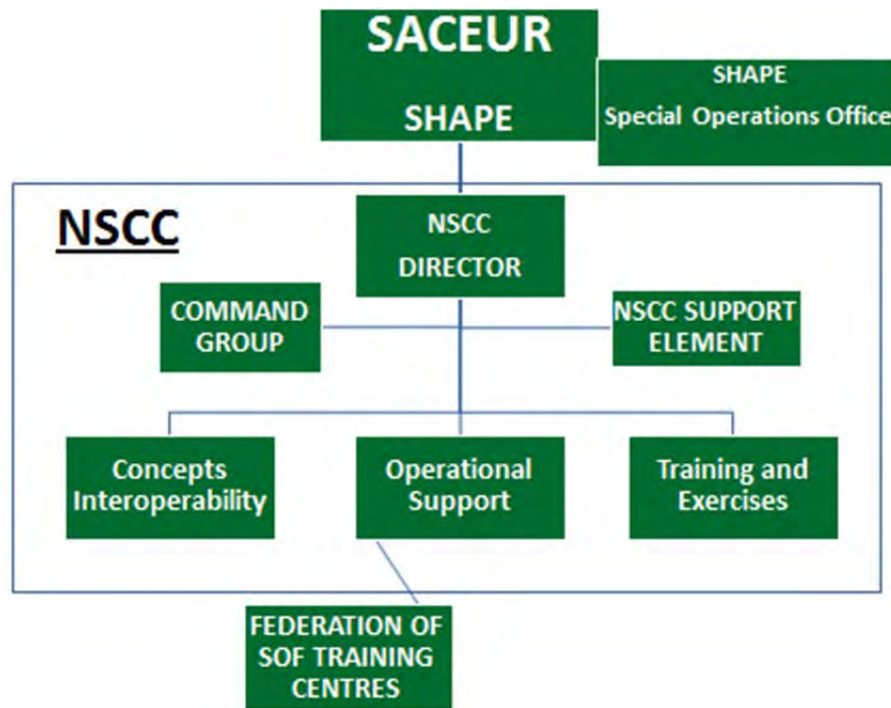 SACEUR
SHAPE
SHAPE
Special Operations Office
NSCC
NSCC
DIRECTOR
COMMAND
GROUP
NSCC SUPPORT
ELEMENT
Concepts
Interoperability
Operational
Support
Training and
Exercises
FEDERATION OF
SOF TRAINING
CENTRES